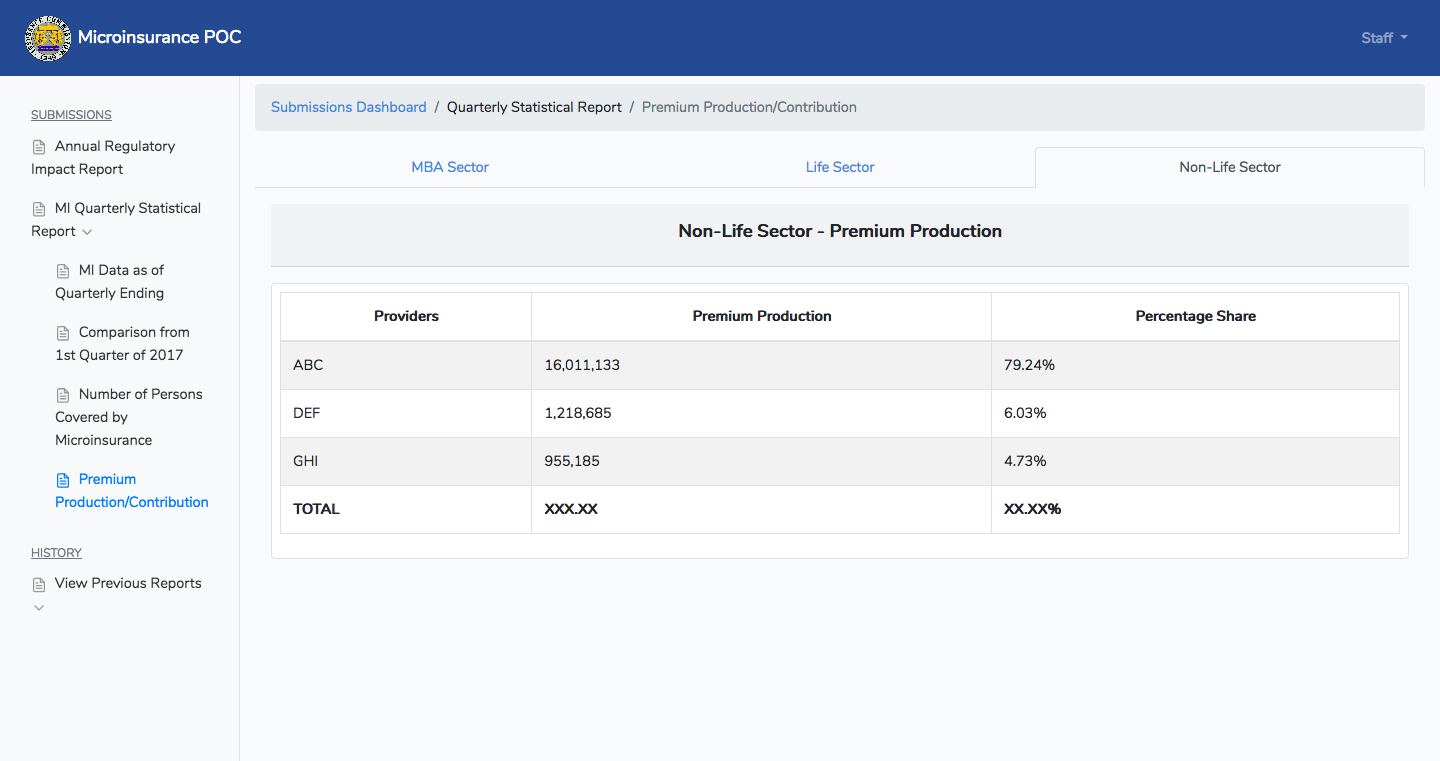 Microinsurance POC
Staff
SUBMISSIONS
Annual Regulatory
Impact Report
MI Quarterly Statistical
Report
MI Data as of
Quarterly Ending
Comparison from
1st Quarter of 2017
Number of Persons
Covered by
Microinsurance
Premium
Production/Contribution
HISTORY
View Previous Reports
Submissions Dashboard / Quarterly Statistical Report / Premium Production/Contribution
MBA Sector Life Sector Non-Life Sector
Non-Life Sector - Premium Production
Providers Premium Production Percentage Share
ABC 16,011,133 79.24%
DEF 1,218,685 6.03%
GHI 955,185 4.73%
TOTAL XXX.XX XX.XX%